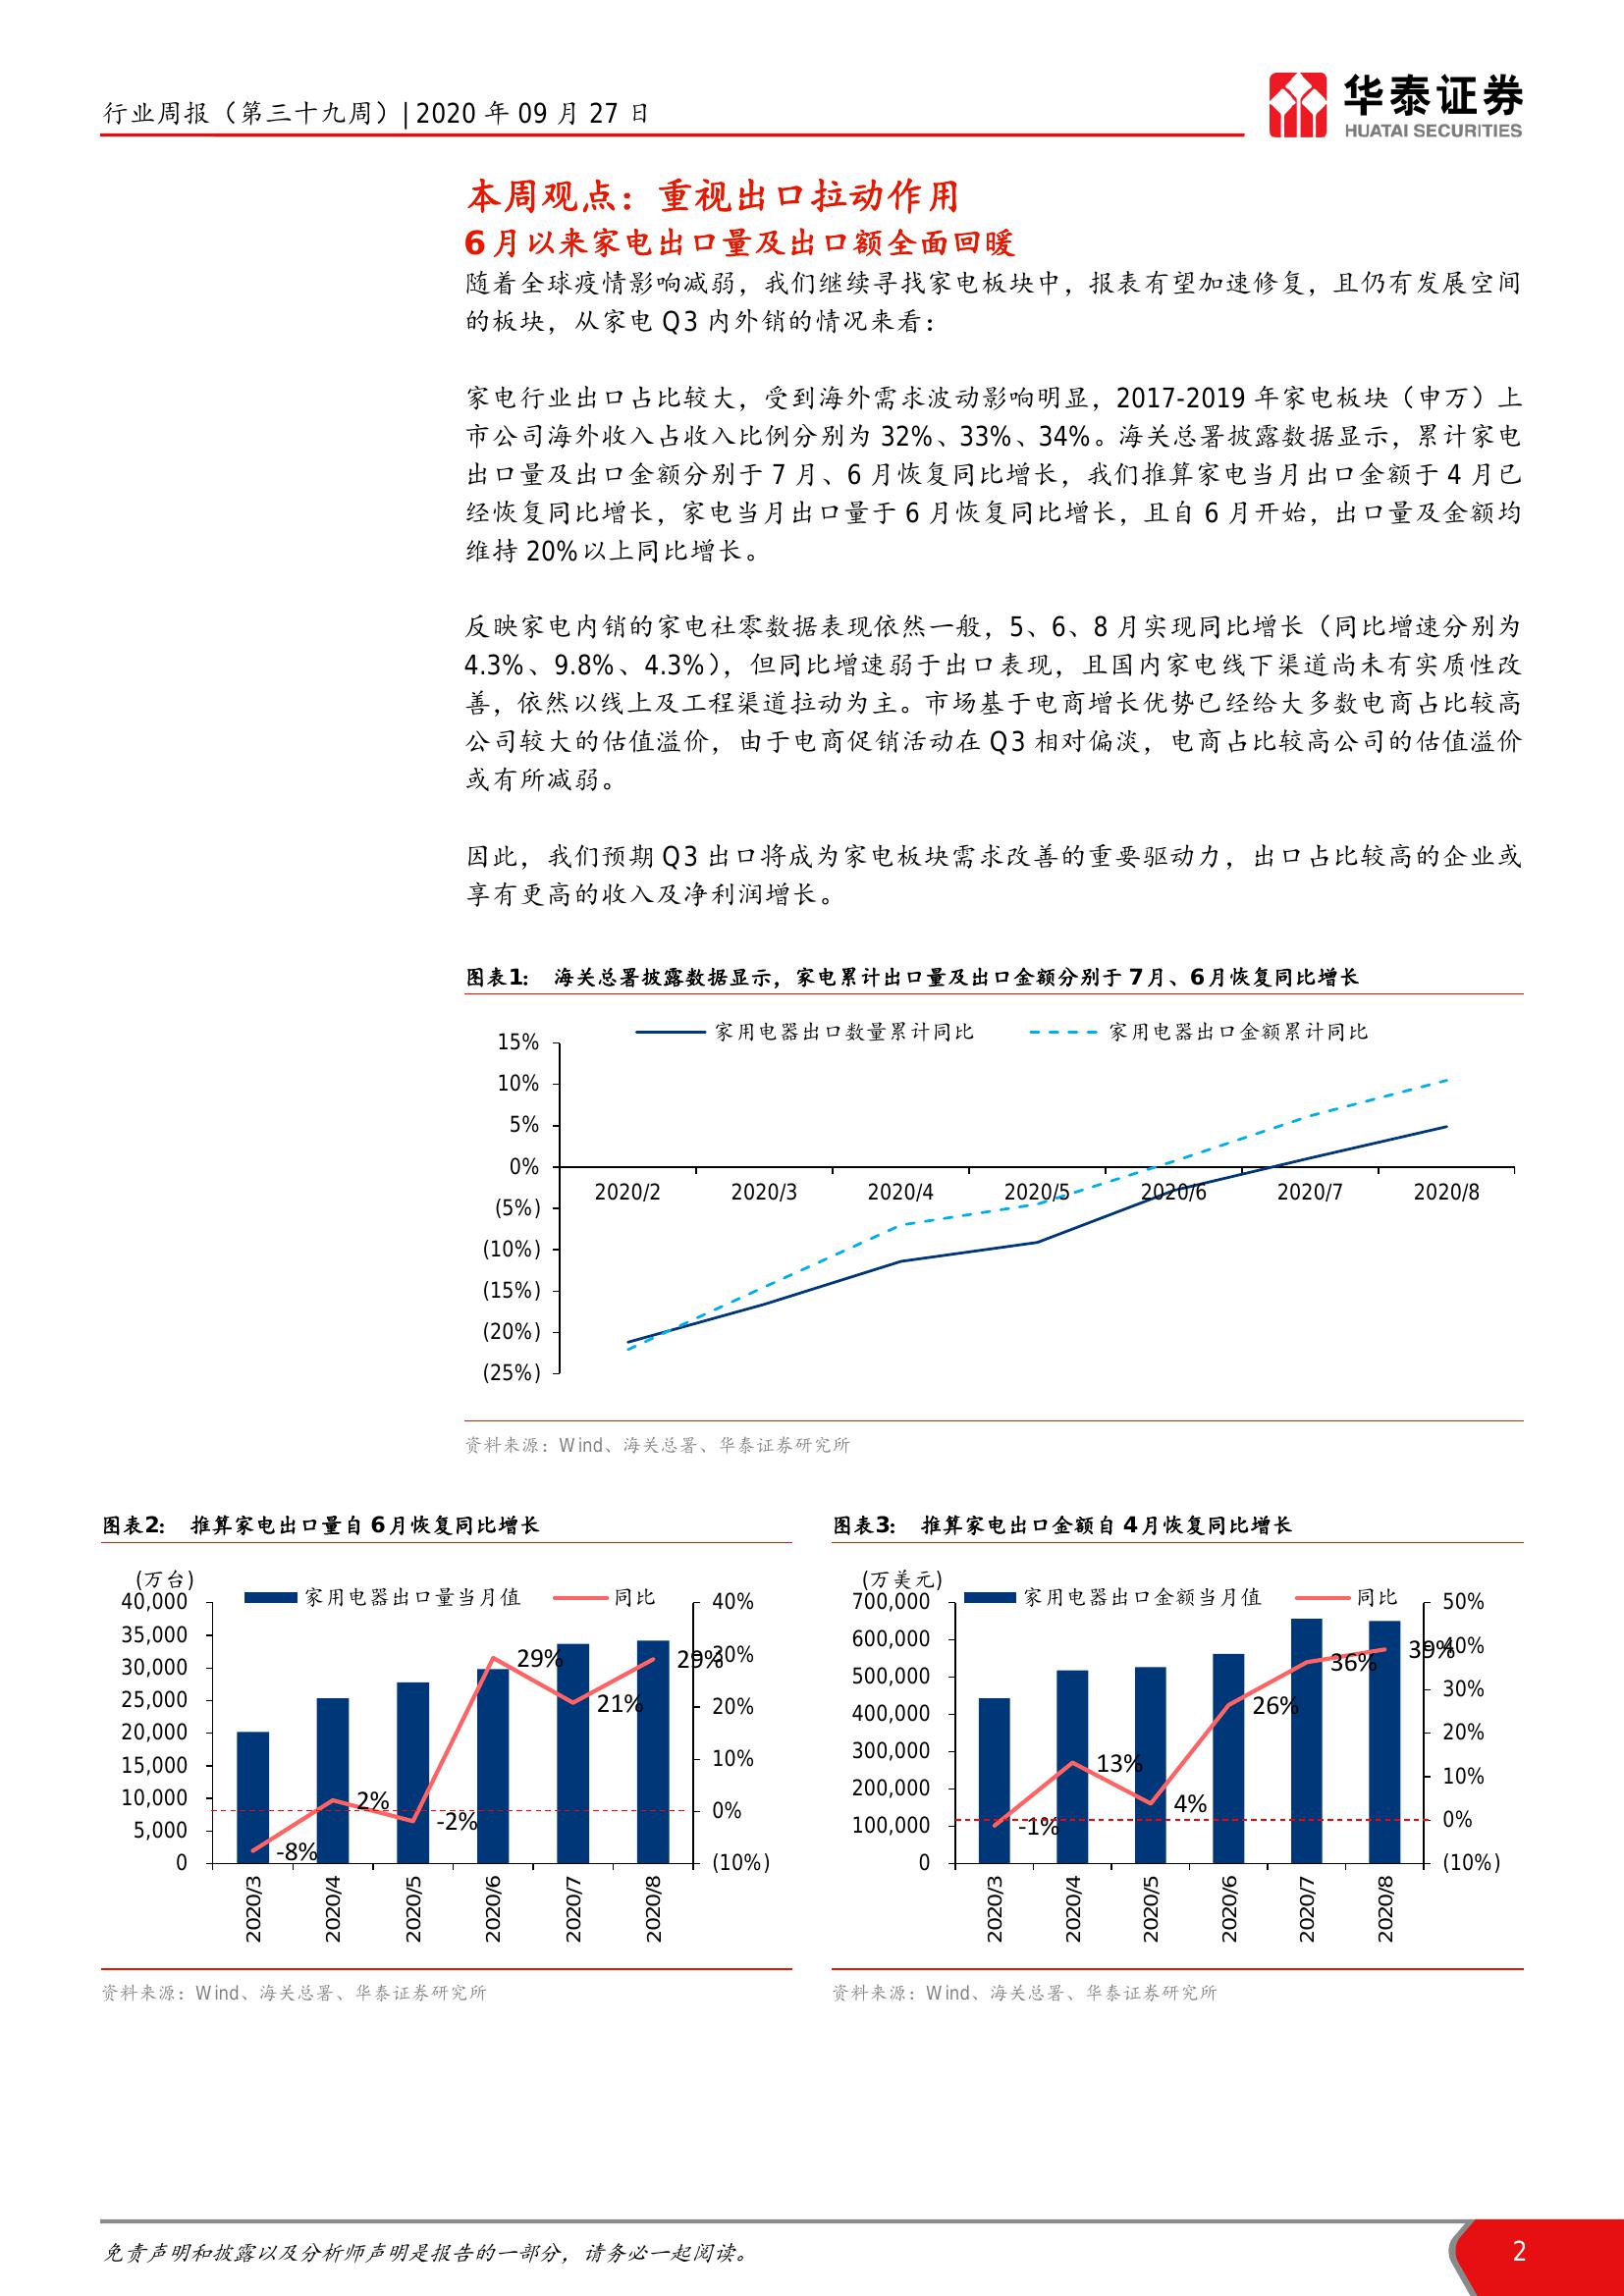 行业周报（第三十九周）| 2020 年 09 月 27 日
华泰证券
HUATAI SECURITIES
本周观点：重视出口拉动作用
6月以来家电出口量及出口额全面回暖
随着全球疫情影响减弱，我们继续寻找家电板块中，报表有望加速修复，且仍有发展空间
的板块，从家电 Q3 内外销的情况来看：
家电行业出口占比较大，受到海外需求波动影响明显，2017-2019 年家电板块（申万）上
市公司海外收入占收入比例分别为 32%、33%、34%。海关总署披露数据显示，累计家电
出口量及出口金额分别于 7 月、6 月恢复同比增长，我们推算家电当月出口金额于 4 月已
经恢复同比增长，家电当月出口量于 6 月恢复同比增长，且自 6 月开始，出口量及金额均
维持 20%以上同比增长。
反映家电内销的家电社零数据表现依然一般，5、6、8 月实现同比增长（同比增速分别为
4.3%、9.8%、4.3%），但同比增速弱于出口表现，且国内家电线下渠道尚未有实质性改
善，依然以线上及工程渠道拉动为主。市场基于电商增长优势已经给大多数电商占比较高
公司较大的估值溢价，由于电商促销活动在 Q3 相对偏淡，电商占比较高公司的估值溢价
或有所减弱。
因此，我们预期 Q3 出口将成为家电板块需求改善的重要驱动力，出口占比较高的企业或
享有更高的收入及净利润增长。
图表1： 海关总署披露数据显示，家电累计出口量及出口金额分别于 7月、6月恢复同比增长
家用电器出口数量累计同比 家用电器出口金额累计同比
15%
10%
5%
0%
(5%)
(10%)
(15%)
(20%)
(25%)
2020/2 2020/3 2020/4 2020/5 2020/6 2020/7 2020/8
资料来源：Wind、海关总署、华泰证券研究所
图表2： 推算家电出口量自 6月恢复同比增长
(万台)
家用电器出口量当月值 同比
40,000
35,000
30,000
25,000
20,000
15,000
10,000
5,000
0
40%
30%
20%
10%
0%
(10%)
-8%
2%
-2%
29%
21%
29%
2020/3 2020/4 2020/5 2020/6 2020/7 2020/8
资料来源：Wind、海关总署、华泰证券研究所
图表3： 推算家电出口金额自 4月恢复同比增长
(万美元)
家用电器出口金额当月值 同比
700,000
600,000
500,000
400,000
300,000
200,000
100,000
0
50%
40%
30%
20%
10%
0%
(10%)
-1%
13%
4%
26%
36%
39%
2020/3 2020/4 2020/5 2020/6 2020/7 2020/8
资料来源：Wind、海关总署、华泰证券研究所
免责声明和披露以及分析师声明是报告的一部分，请务必一起阅读。
2